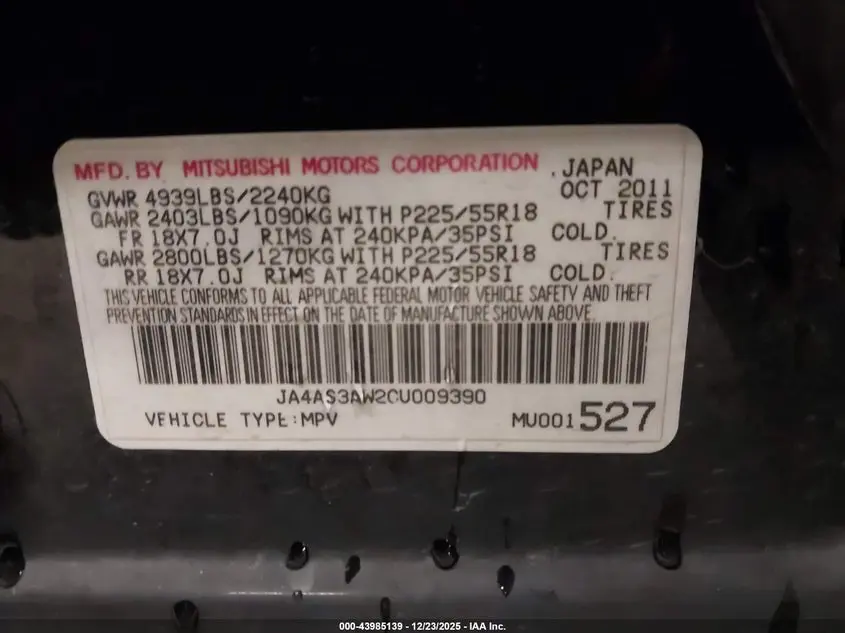 MFD. BY MITSUBISHI MOTORS CORPORATION . JAPAN
GVWR 4939LBS/2240KG OCT 2011
GAWR 2403LBS/1090KG WITH P225/55R18 TIRES
FR 18X7.0J RIMS AT 240KPA/35PSI COLD.
GAWR 2800LBS/1270KG WITH P225/55R18 TIRES
RR 18X7.0J RIMS AT 240KPA/35PSI COLD.
THIS VEHICLE CONFORMS TO ALL APPLICABLE FEDERAL MOTOR VEHICLE SAFETY AND THEFT
PREVENTION STANDARDS IN EFFECT ON THE DATE OF MANUFACTURE SHOWN ABOVE.
JA4AS3AW2CU009390
VEHICLE TYPE:MPV MU001527
000-43985139 - 12/23/2025 - IAA Inc.